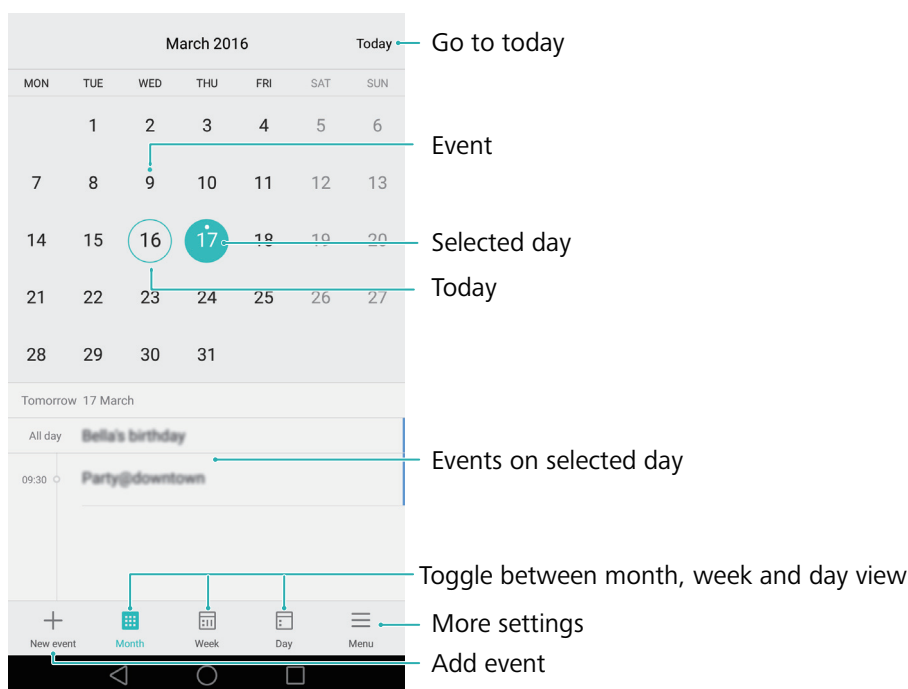 March 2016 Today Go to today
MON TUE WED THU FRI SAT SUN
1 2 3 4 5 6
Event
7 8 9 10 11 12 13
14 15 16 17 18 19 20 Selected day
Today
21 22 23 24 25 26 27
28 29 30 31
Tomorrow 17 March
All day Bella's birthday
Events on selected day
09:30 Party@downtown
Toggle between month, week and day view
More settings
New event Month Week Day Menu
Add event